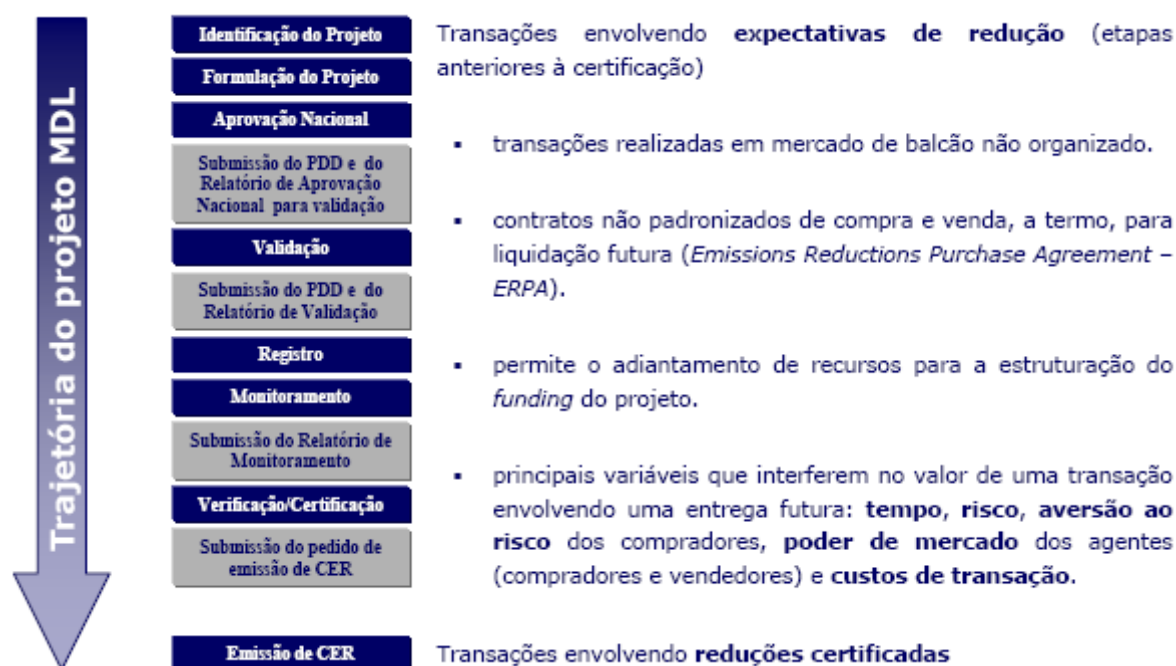 Trajetória do projeto MDL
Identificação do Projeto
Formulação do Projeto
Aprovação Nacional
Submissão do PDD e do
Relatório de Aprovação
Nacional para validação
Validação
Submissão do PDD e do
Relatório de Validação
Registro
Monitoramento
Submissão do Relatório de
Monitoramento
Verificação/Certificação
Submissão do pedido de
emissão de CER
Emissão de CER
Transações envolvendo expectativas de redução (etapas
anteriores à certificação)
▪ transações realizadas em mercado de balcão não organizado.
▪ contratos não padronizados de compra e venda, a termo, para
liquidação futura (Emissions Reductions Purchase Agreement –
ERPA).
▪ permite o adiantamento de recursos para a estruturação do
funding do projeto.
▪ principais variáveis que interferem no valor de uma transação
envolvendo uma entrega futura: tempo, risco, aversão ao
risco dos compradores, poder de mercado dos agentes
(compradores e vendedores) e custos de transação.
Transações envolvendo reduções certificadas